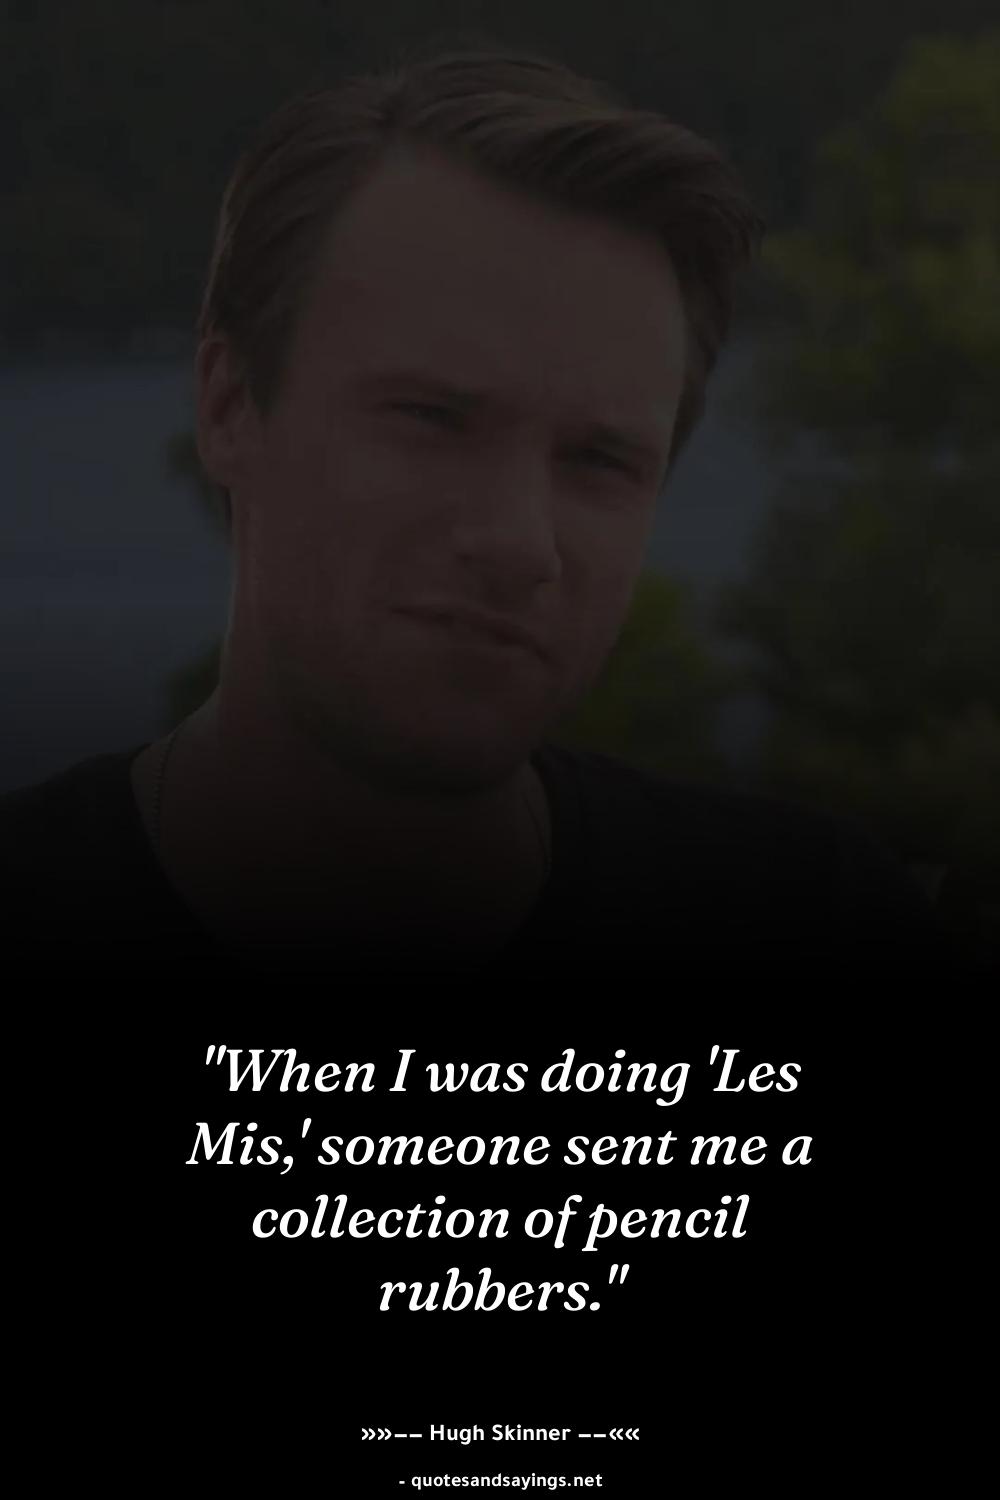 "When I was doing 'Les
Mis,' someone sent me a
collection of pencil
rubbers."
»»−− Hugh Skinner −−««
- quotesandsayings.net